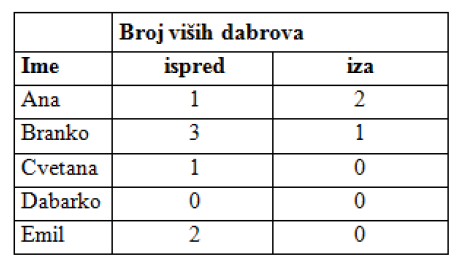 Broj viših dabrova
Ime ispred iza
Ana 1 2
Branko 3 1
Cvetana 1 0
Dabarko 0 0
Emil 2 0